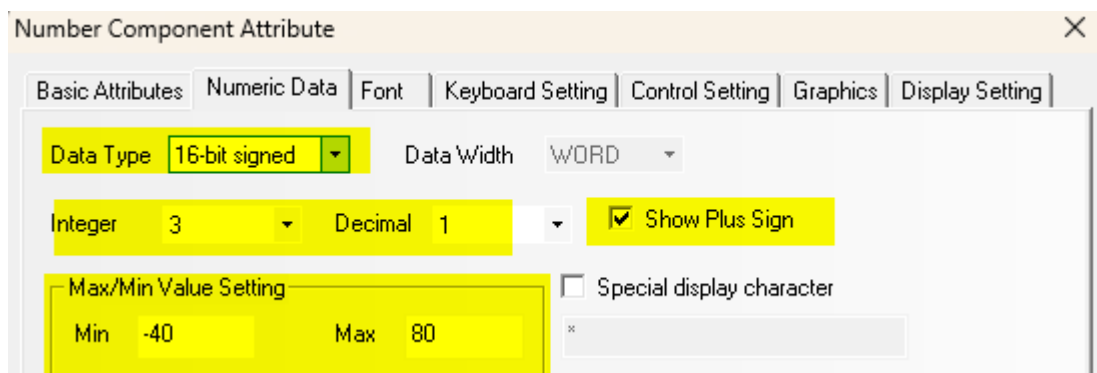 Number Component Attribute
Basic Attributes Numeric Data Font Keyboard Setting Control Setting Graphics Display Setting
Data Type 16-bit signed Data Width WORD
Integer 3 Decimal 1 Show Plus Sign
Max/Min Value Setting Special display character
Min -40 Max 80 *